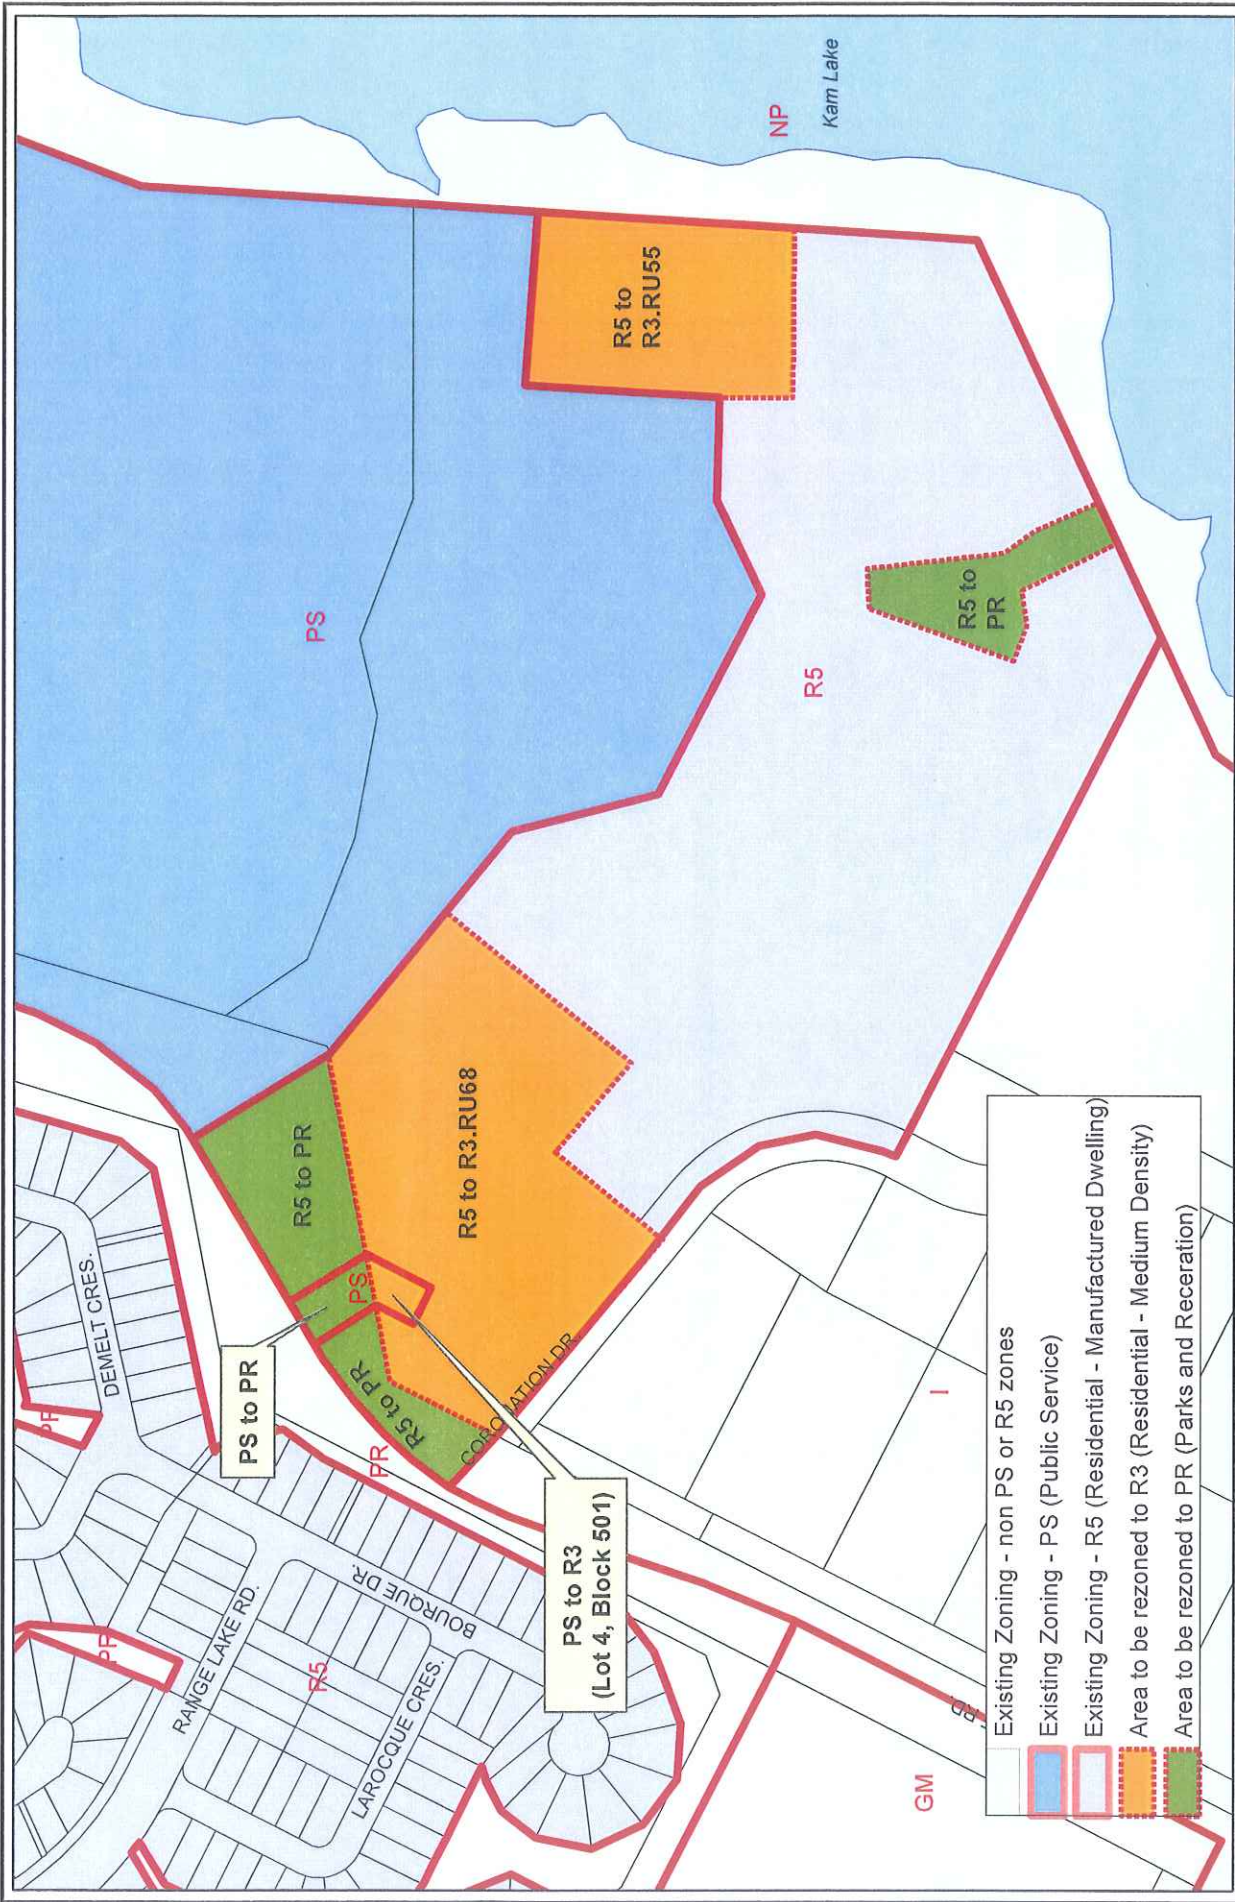 Kam Lake
NP
R5 to
R3.RU55
PS
R5 to
PR
R5
R5 to PR
R5 to R3.RU68
PS
DEMELT CRES.
PS to PR
R5 to PR
CORONATION DR.
PR
PR
PS to R3
(Lot 4, Block 501)
BOURQUE DR.
RANGE LAKE RD.
R5
LAROCQUE CRES.
PR
I
GM
RD.
Existing Zoning - non PS or R5 zones
Existing Zoning - PS (Public Service)
Existing Zoning - R5 (Residential - Manufactured Dwelling)
Area to be rezoned to R3 (Residential - Medium Density)
Area to be rezoned to PR (Parks and Receration)